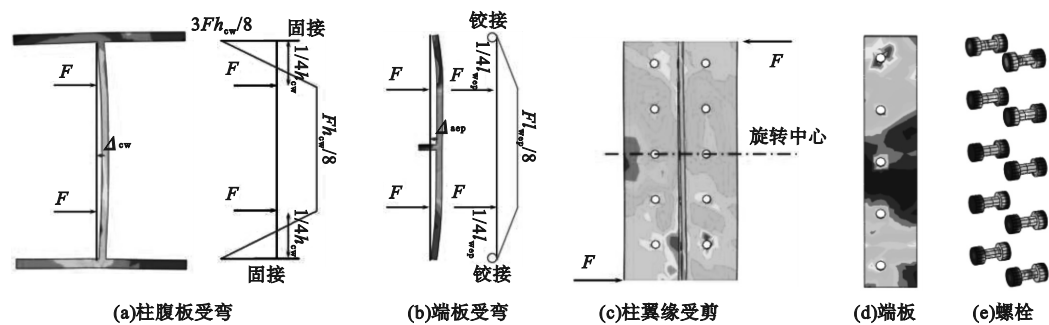 3Fh_cw/8 固接
F
F
Δ_cw
F
F
1/4h_cw
Fh_cw/8
1/4h_cw
固接
(a)柱腹板受弯
铰接
F
F
1/4l_wep
Δ_aep
Fl_wep/8
F
F
1/4l_wep
铰接
(b)端板受弯
F
旋转中心
F
(c)柱翼缘受剪
(d)端板
(e)螺栓